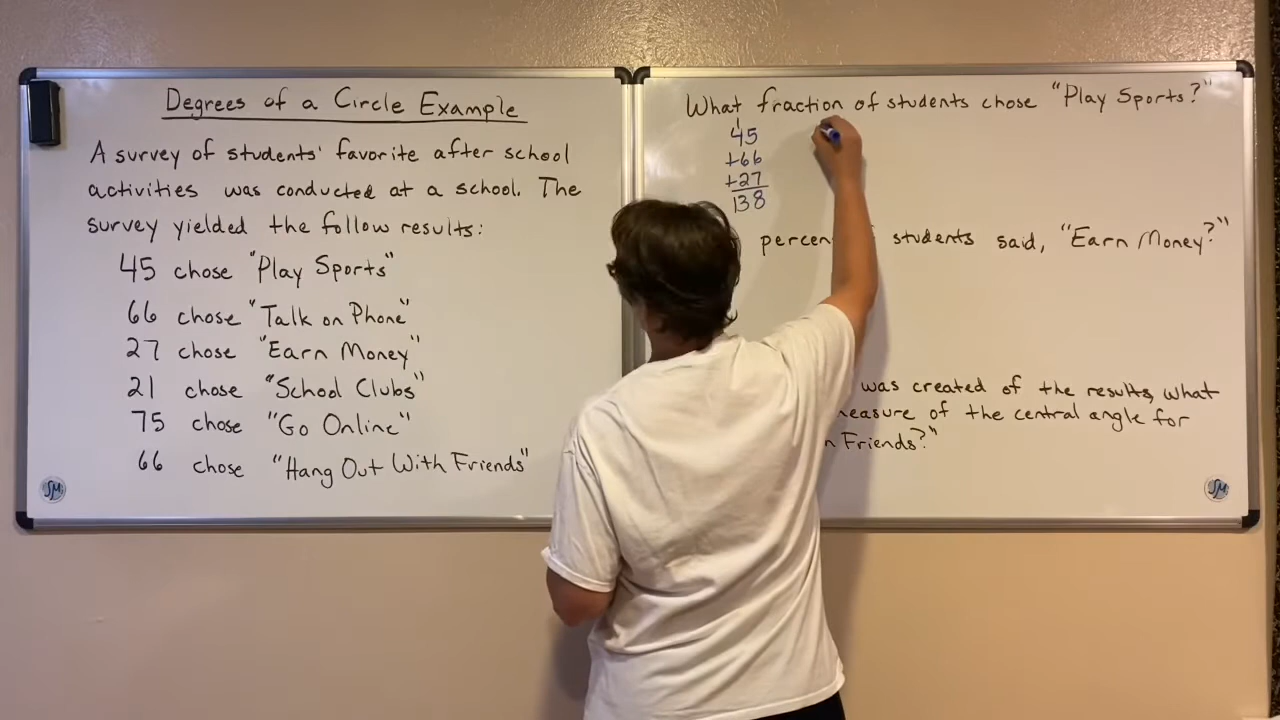 Degrees of a Circle Example
A survey of students' favorite after school
activities was conducted at a school. The
survey yielded the follow results:
45 chose "Play Sports"
66 chose "Talk on Phone"
27 chose "Earn Money"
21 chose "School Clubs"
75 chose "Go Online"
66 chose "Hang Out With Friends"
SM
What fraction of students chose "Play Sports?"
1
45
+66
+27
138
students said, "Earn Money?"
was created of the results, what
of the central angle for
Friends?"
SM